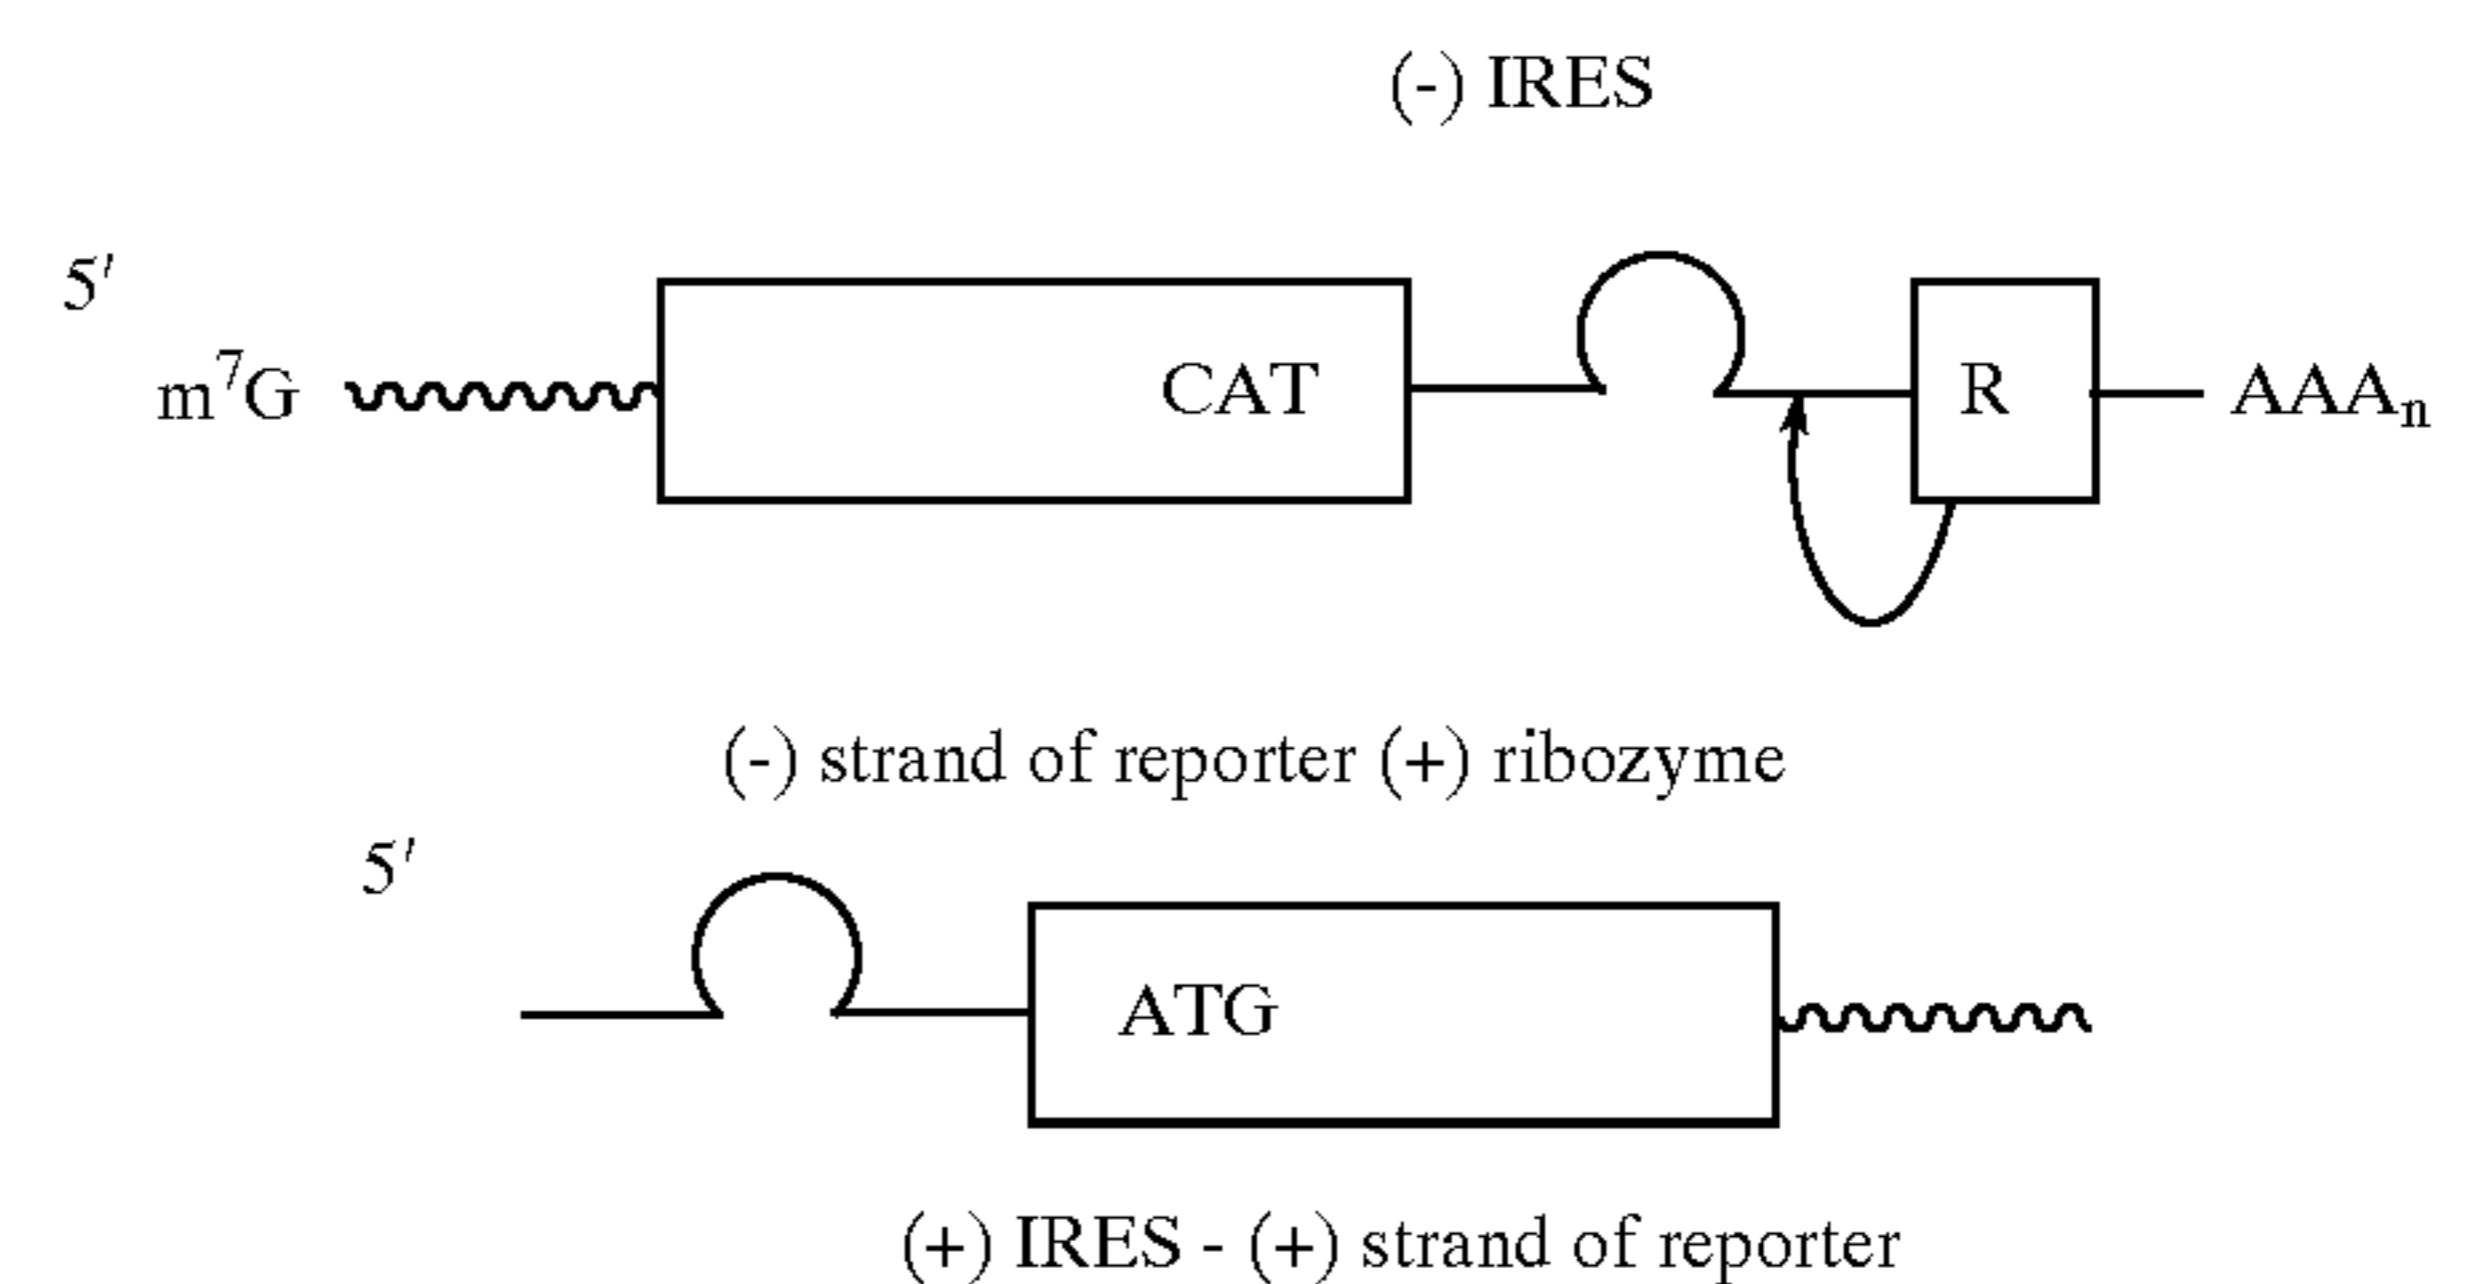 (-) IRES
5'
m⁷G CAT R AAAₙ
(-) strand of reporter (+) ribozyme
5'
ATG
(+) IRES - (+) strand of reporter